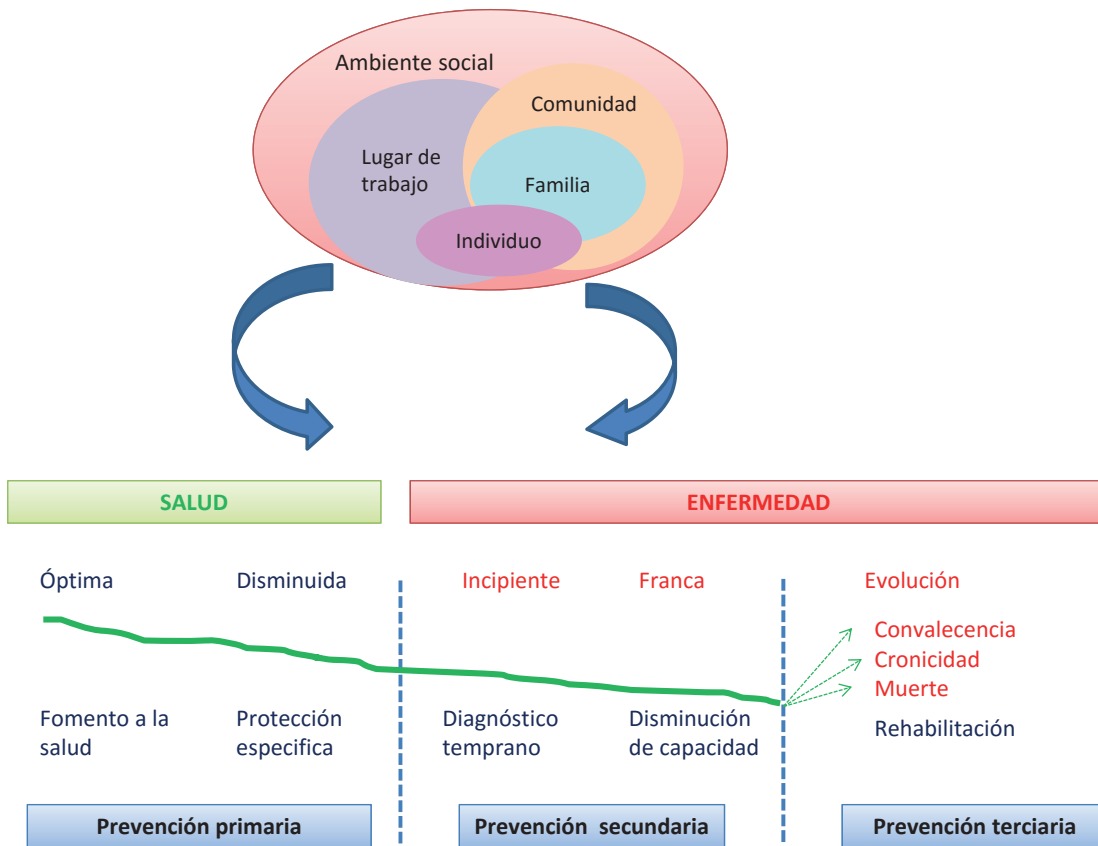 Ambiente social
Comunidad
Lugar de
trabajo
Familia
Individuo
SALUD
ENFERMEDAD
Óptima
Disminuida
Incipiente
Franca
Evolución
Convalecencia
Cronicidad
Muerte
Fomento a la
salud
Protección
especifica
Diagnóstico
temprano
Disminución
de capacidad
Rehabilitación
Prevención primaria
Prevención secundaria
Prevención terciaria